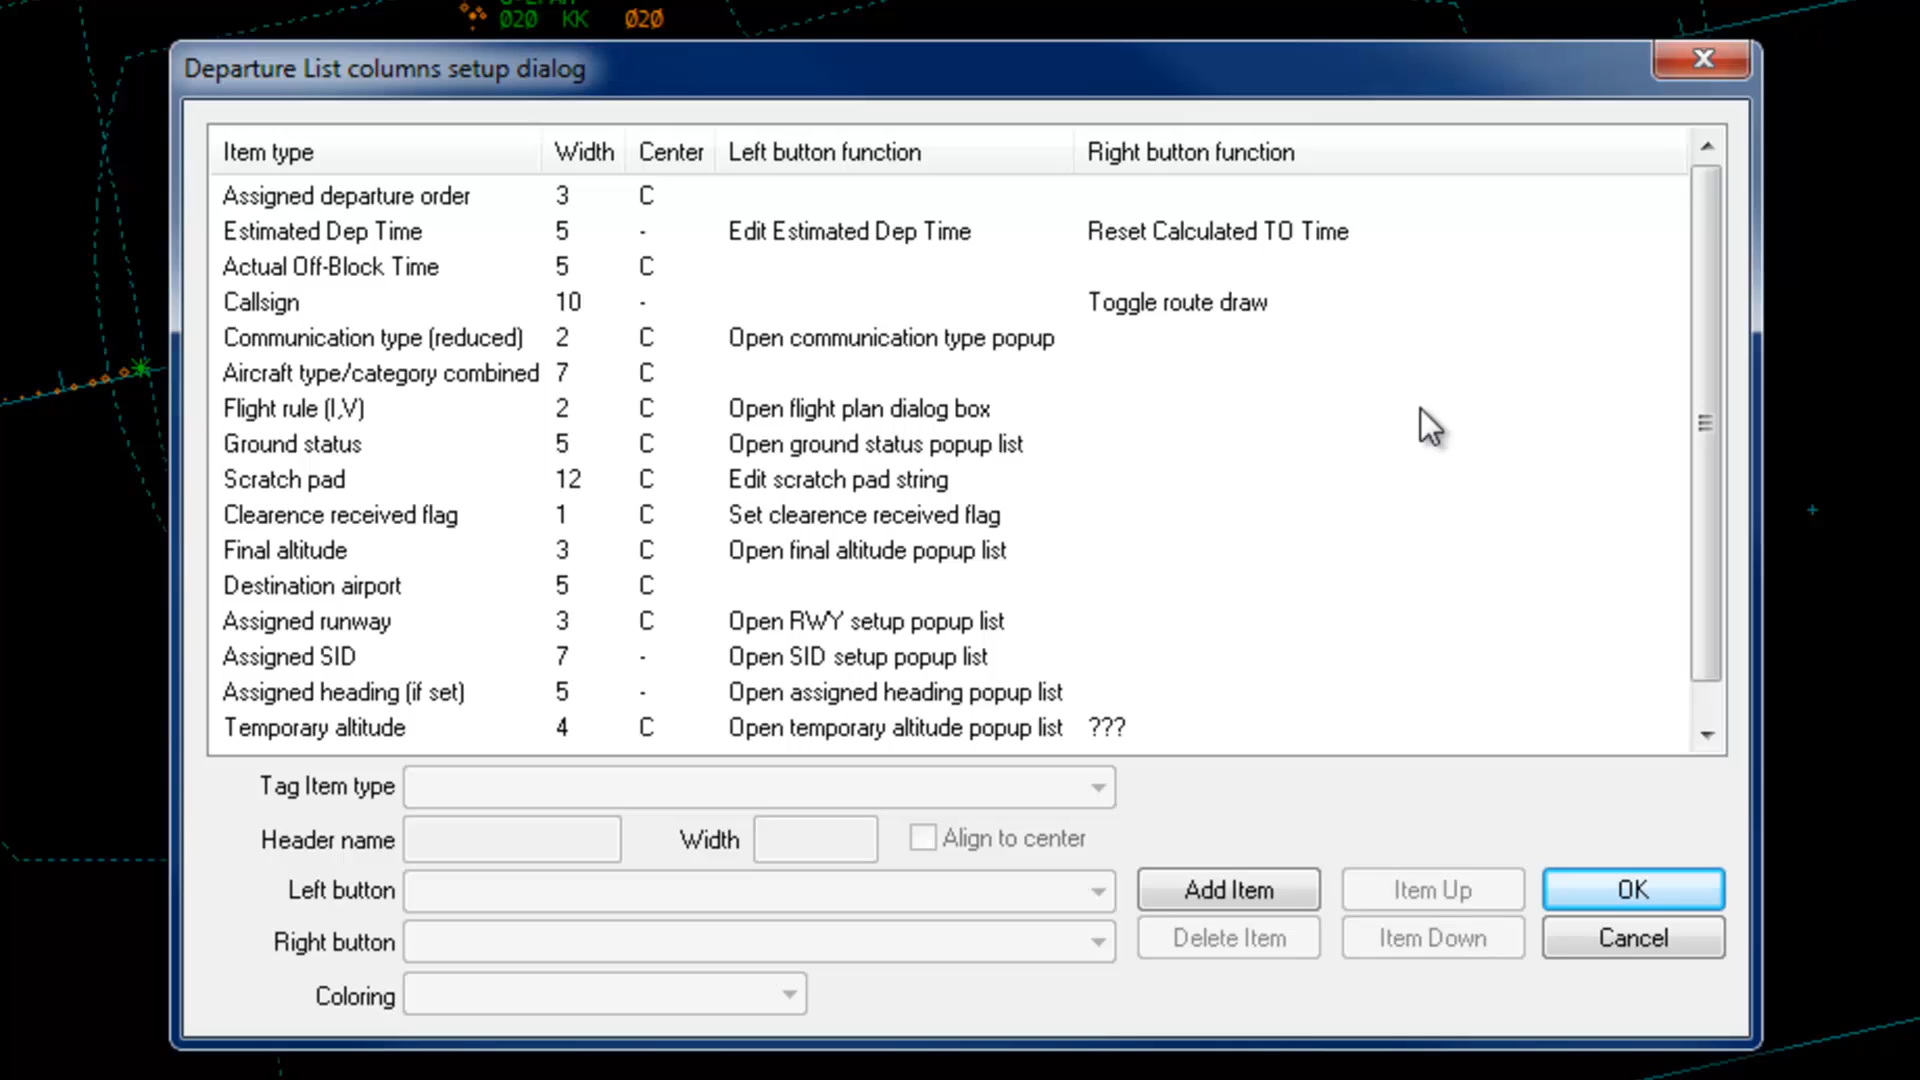 020 KK 020
Departure List columns setup dialog
Item type Width Center Left button function Right button function
Assigned departure order 3 C
Estimated Dep Time 5 - Edit Estimated Dep Time Reset Calculated TO Time
Actual Off-Block Time 5 C
Callsign 10 - Toggle route draw
Communication type (reduced) 2 C Open communication type popup
Aircraft type/category combined 7 C
Flight rule (I,V) 2 C Open flight plan dialog box
Ground status 5 C Open ground status popup list
Scratch pad 12 C Edit scratch pad string
Clearence received flag 1 C Set clearence received flag
Final altitude 3 C Open final altitude popup list
Destination airport 5 C
Assigned runway 3 C Open RWY setup popup list
Assigned SID 7 - Open SID setup popup list
Assigned heading (if set) 5 - Open assigned heading popup list
Temporary altitude 4 C Open temporary altitude popup list ???
Tag Item type
Header name Width Align to center
Left button Add Item Item Up OK
Right button Delete Item Item Down Cancel
Coloring